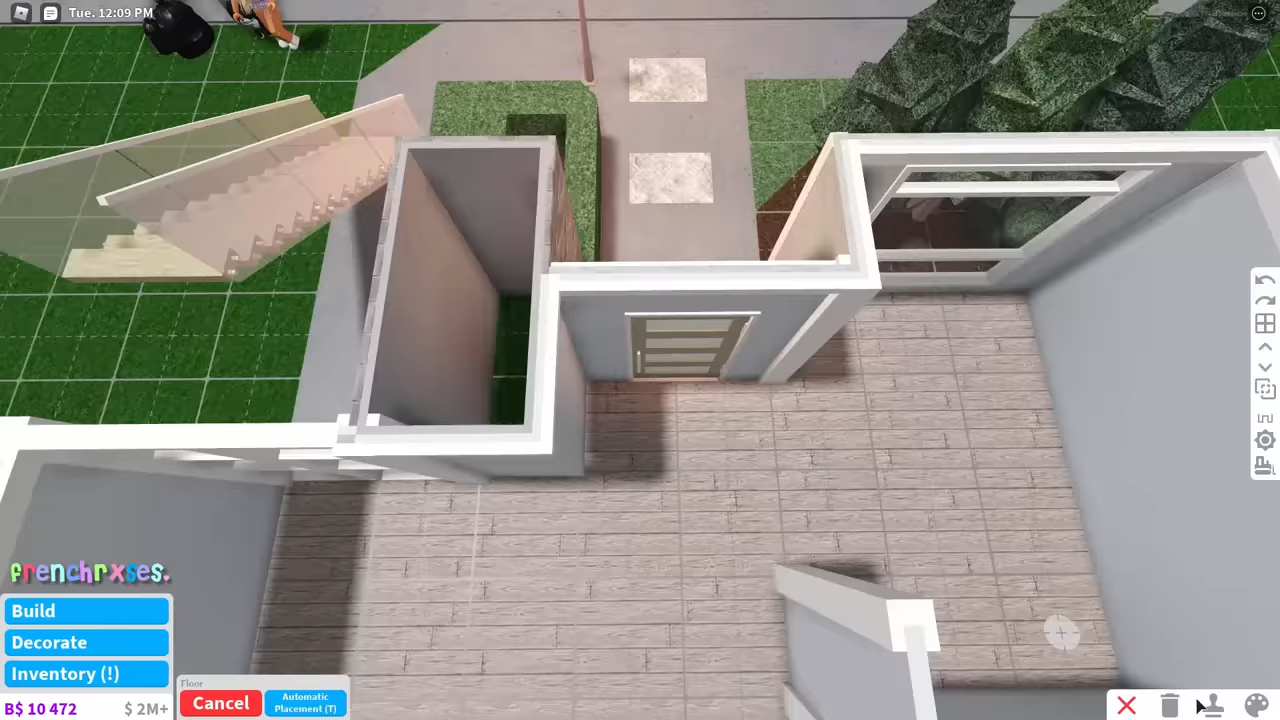 Tue. 12:09 PM
frenchrxses.
Build
Decorate
Inventory (!)
B$ 10 472 $ 2M+
Floor
Cancel
Automatic
Placement (T)